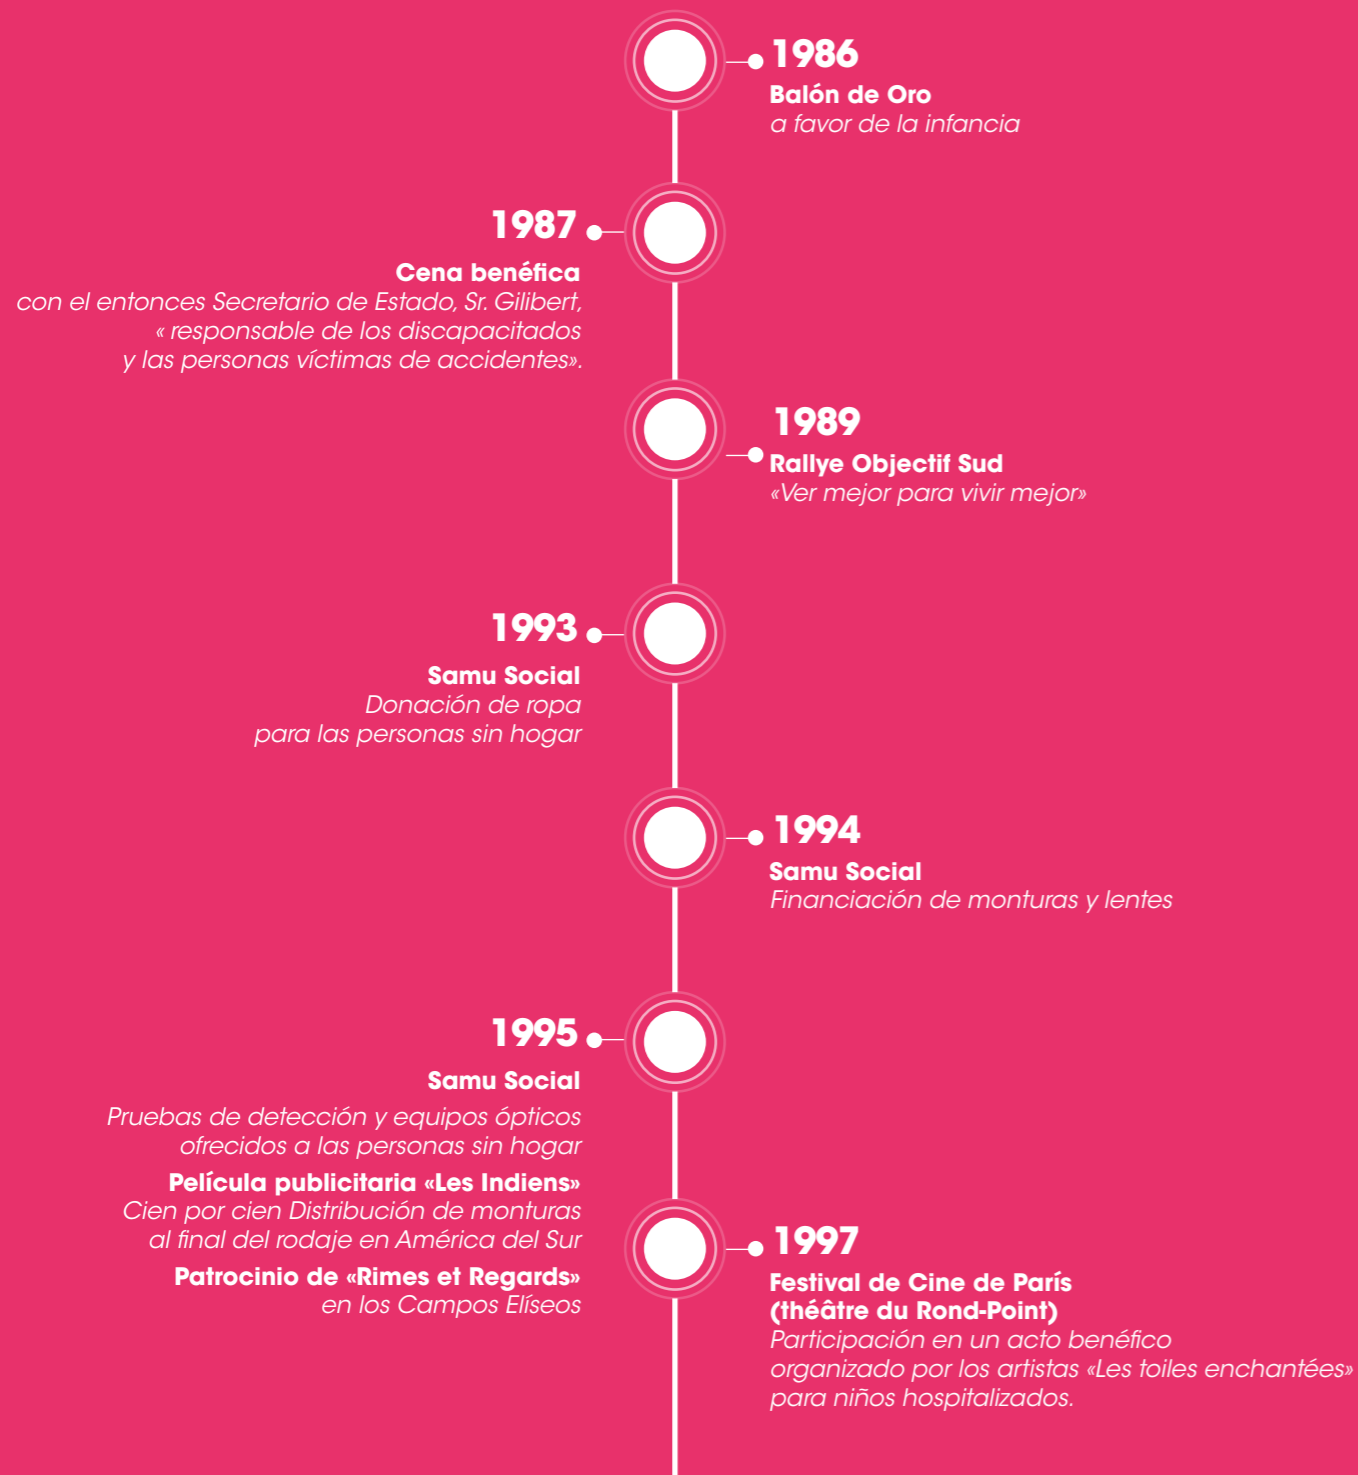 1986
Balón de Oro
a favor de la infancia
1987
Cena benéfica
con el entonces Secretario de Estado, Sr. Gilibert,
« responsable de los discapacitados
y las personas víctimas de accidentes».
1989
Rallye Objectif Sud
«Ver mejor para vivir mejor»
1993
Samu Social
Donación de ropa
para las personas sin hogar
1994
Samu Social
Financiación de monturas y lentes
1995
Samu Social
Pruebas de detección y equipos ópticos
ofrecidos a las personas sin hogar
Película publicitaria «Les Indiens»
Cien por cien Distribución de monturas
al final del rodaje en América del Sur
Patrocinio de «Rimes et Regards»
en los Campos Elíseos
1997
Festival de Cine de París
(théâtre du Rond-Point)
Participación en un acto benéfico
organizado por los artistas «Les toiles enchantées»
para niños hospitalizados.